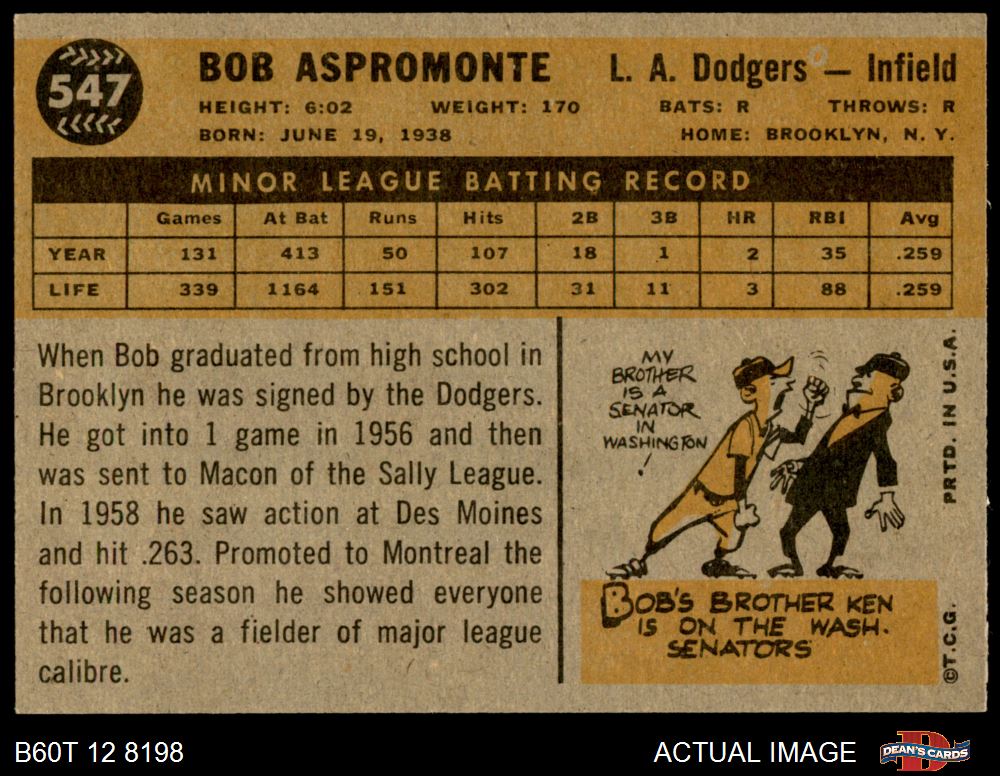 547
BOB ASPROMONTE L. A. Dodgers — Infield
HEIGHT: 6:02 WEIGHT: 170 BATS: R THROWS: R
BORN: JUNE 19, 1938 HOME: BROOKLYN, N. Y.
MINOR LEAGUE BATTING RECORD
Games At Bat Runs Hits 2B 3B HR RBI Avg
YEAR 131 413 50 107 18 1 2 35 .259
LIFE 339 1164 151 302 31 11 3 88 .259
When Bob graduated from high school in
Brooklyn he was signed by the Dodgers.
He got into 1 game in 1956 and then
was sent to Macon of the Sally League.
In 1958 he saw action at Des Moines
and hit .263. Promoted to Montreal the
following season he showed everyone
that he was a fielder of major league
calibre.
MY
BROTHER
IS A
SENATOR
IN
WASHINGTON
!
BOB'S BROTHER KEN
IS ON THE WASH.
SENATORS
PRTD. IN U.S.A.
©T.C.G.
B60T 12 8198 ACTUAL IMAGE DEAN'S CARDS